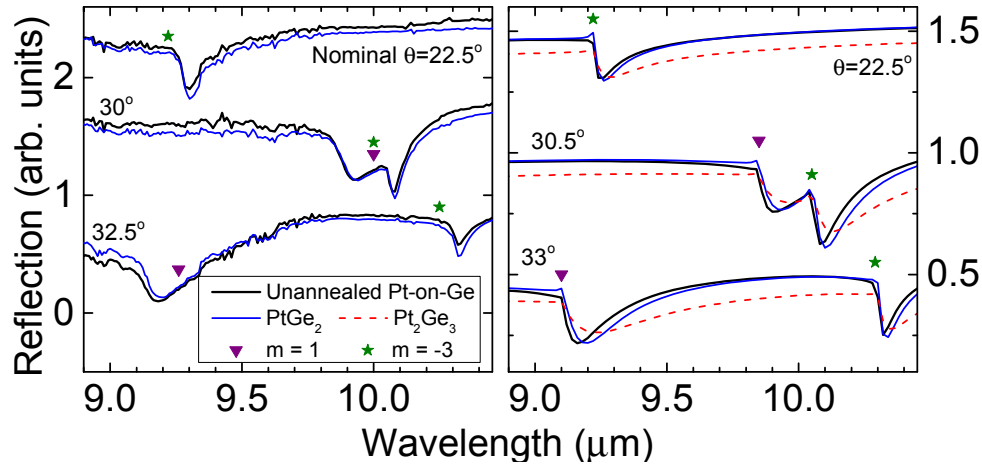 Reflection (arb. units)
2
1
0
Nominal θ=22.5°
30°
32.5°
Unannealed Pt-on-Ge
PtGe₂
Pt₂Ge₃
m = 1
m = -3
9.0
9.5
10.0
θ=22.5°
30.5°
33°
1.5
1.0
0.5
9.0
9.5
10.0
Wavelength (μm)